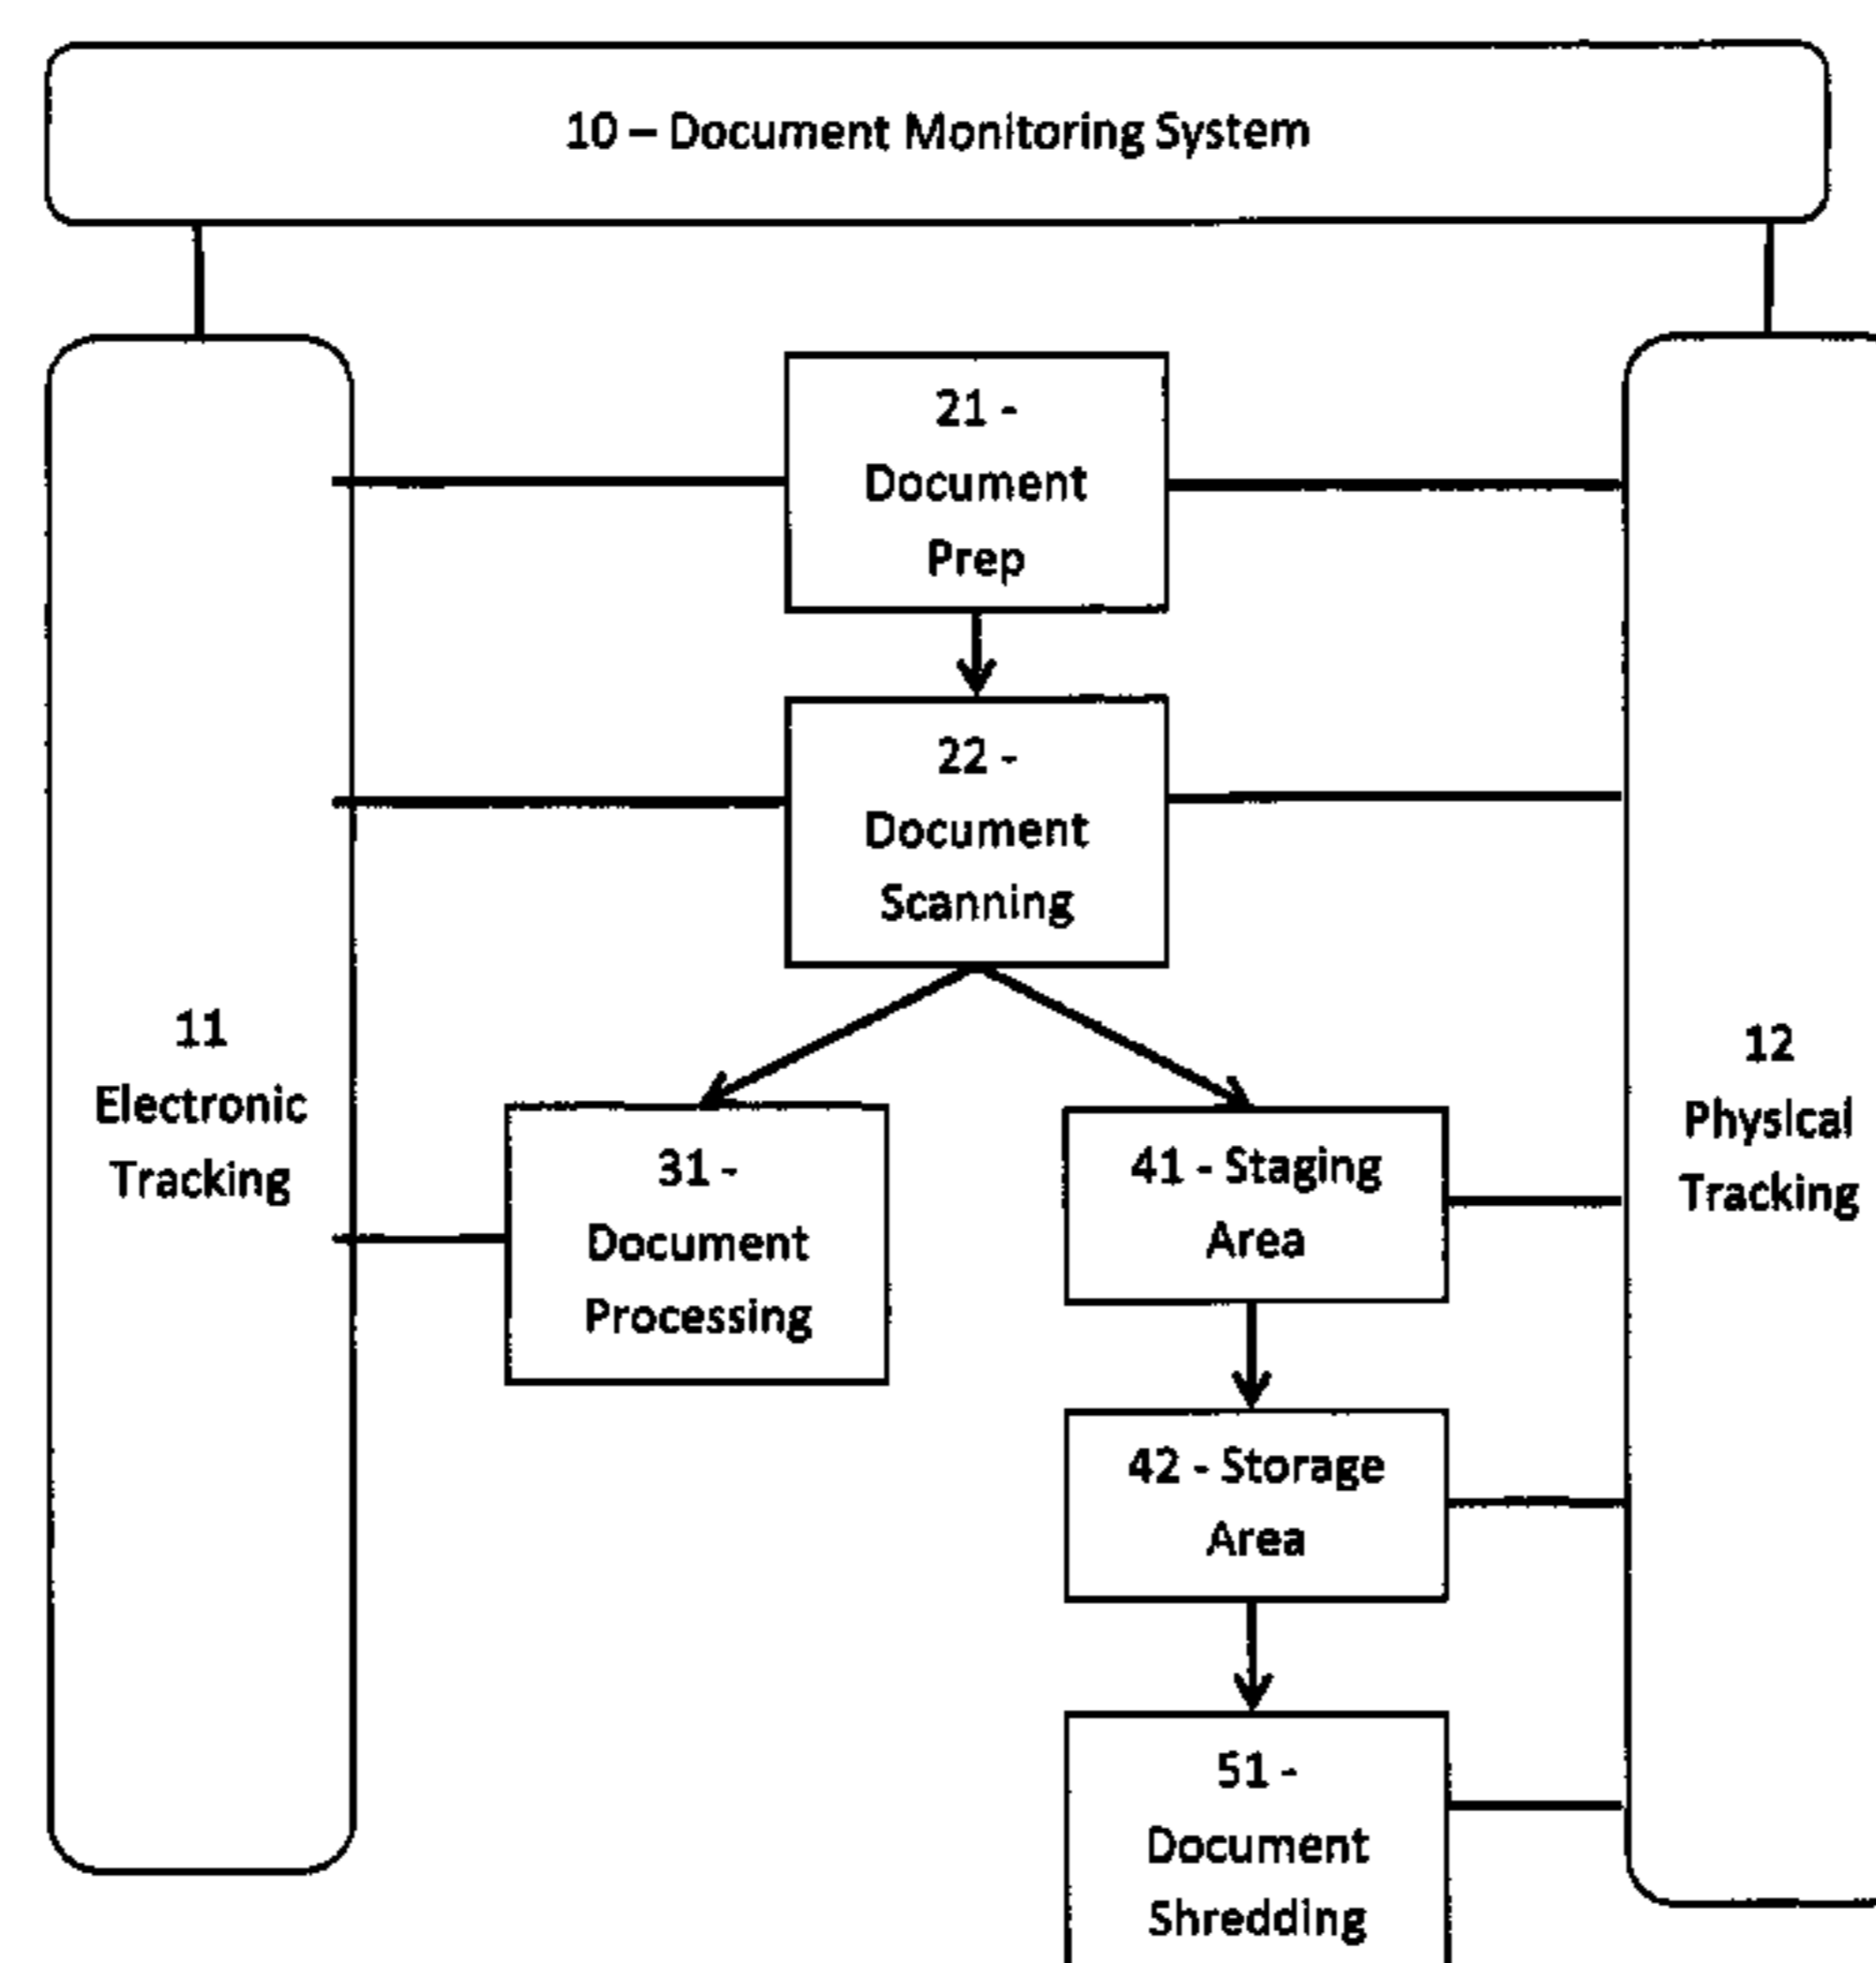 10 – Document Monitoring System
21 -
Document
Prep
22 -
Document
Scanning
11
Electronic
Tracking
12
Physical
Tracking
31 -
Document
Processing
41 - Staging
Area
42 - Storage
Area
51 -
Document
Shredding